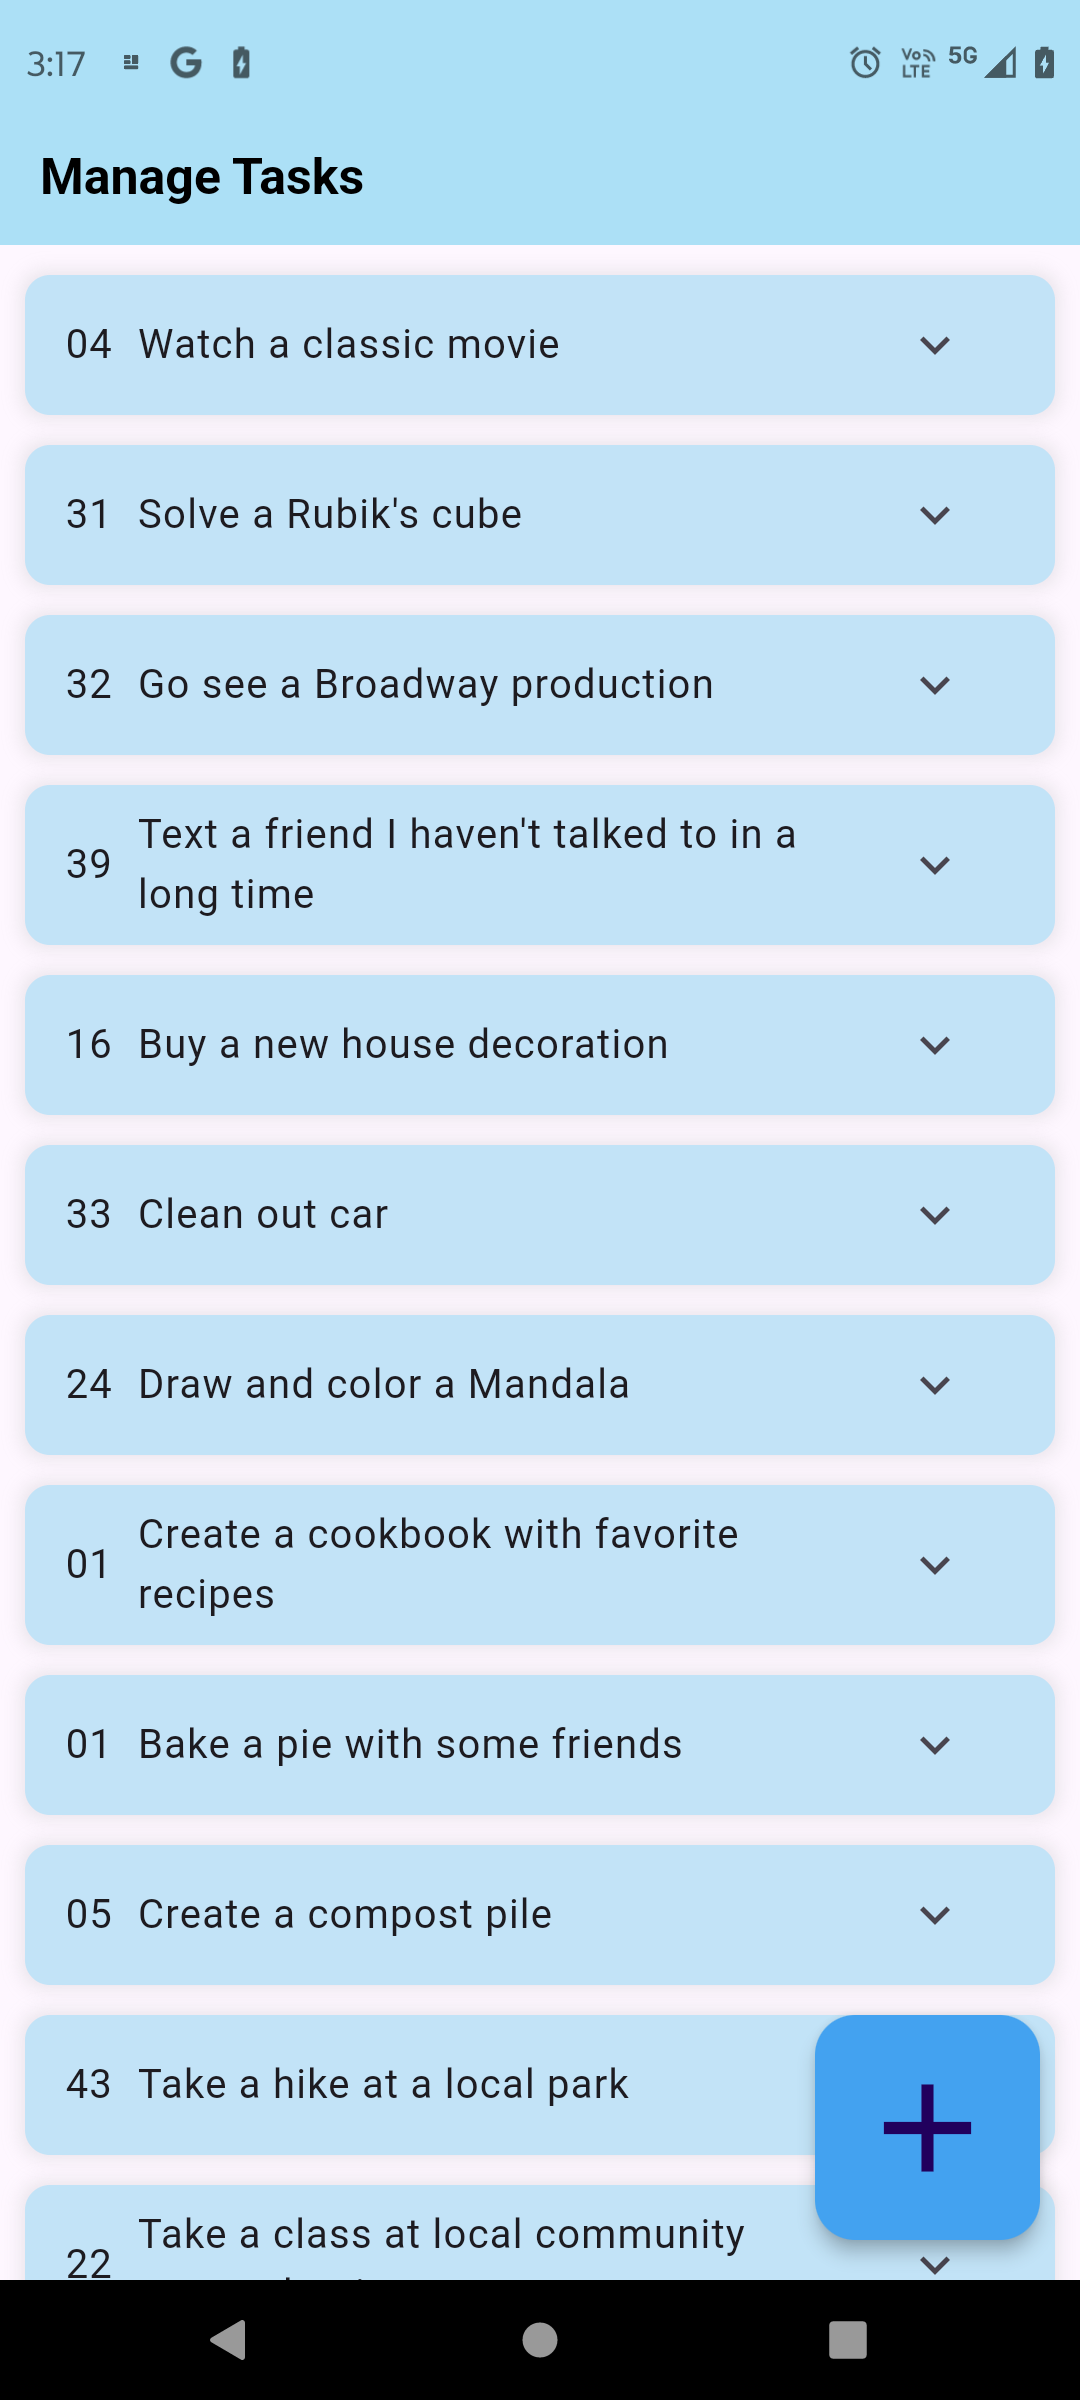 3:17
5G
VoLTE
Manage Tasks
04 Watch a classic movie
31 Solve a Rubik's cube
32 Go see a Broadway production
39 Text a friend I haven't talked to in a
long time
16 Buy a new house decoration
33 Clean out car
24 Draw and color a Mandala
01 Create a cookbook with favorite
recipes
01 Bake a pie with some friends
05 Create a compost pile
43 Take a hike at a local park
22 Take a class at local community